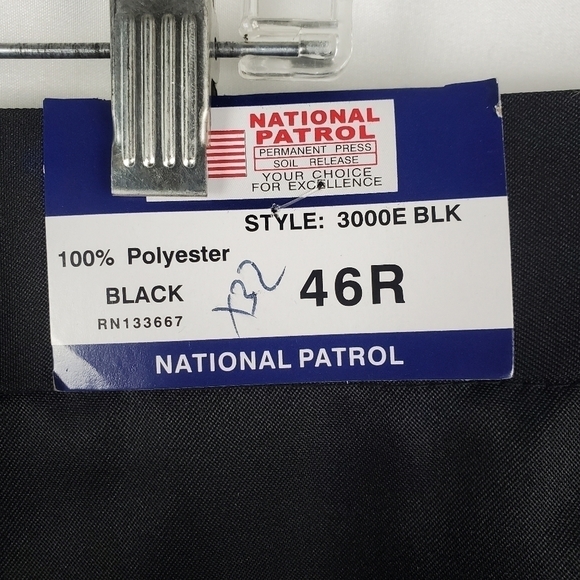 NATIONAL
PATROL
PERMANENT PRESS
SOIL RELEASE
YOUR CHOICE
FOR EXCELLENCE
STYLE: 3000E BLK
100% Polyester
BLACK
X32
46R
RN133667
NATIONAL PATROL